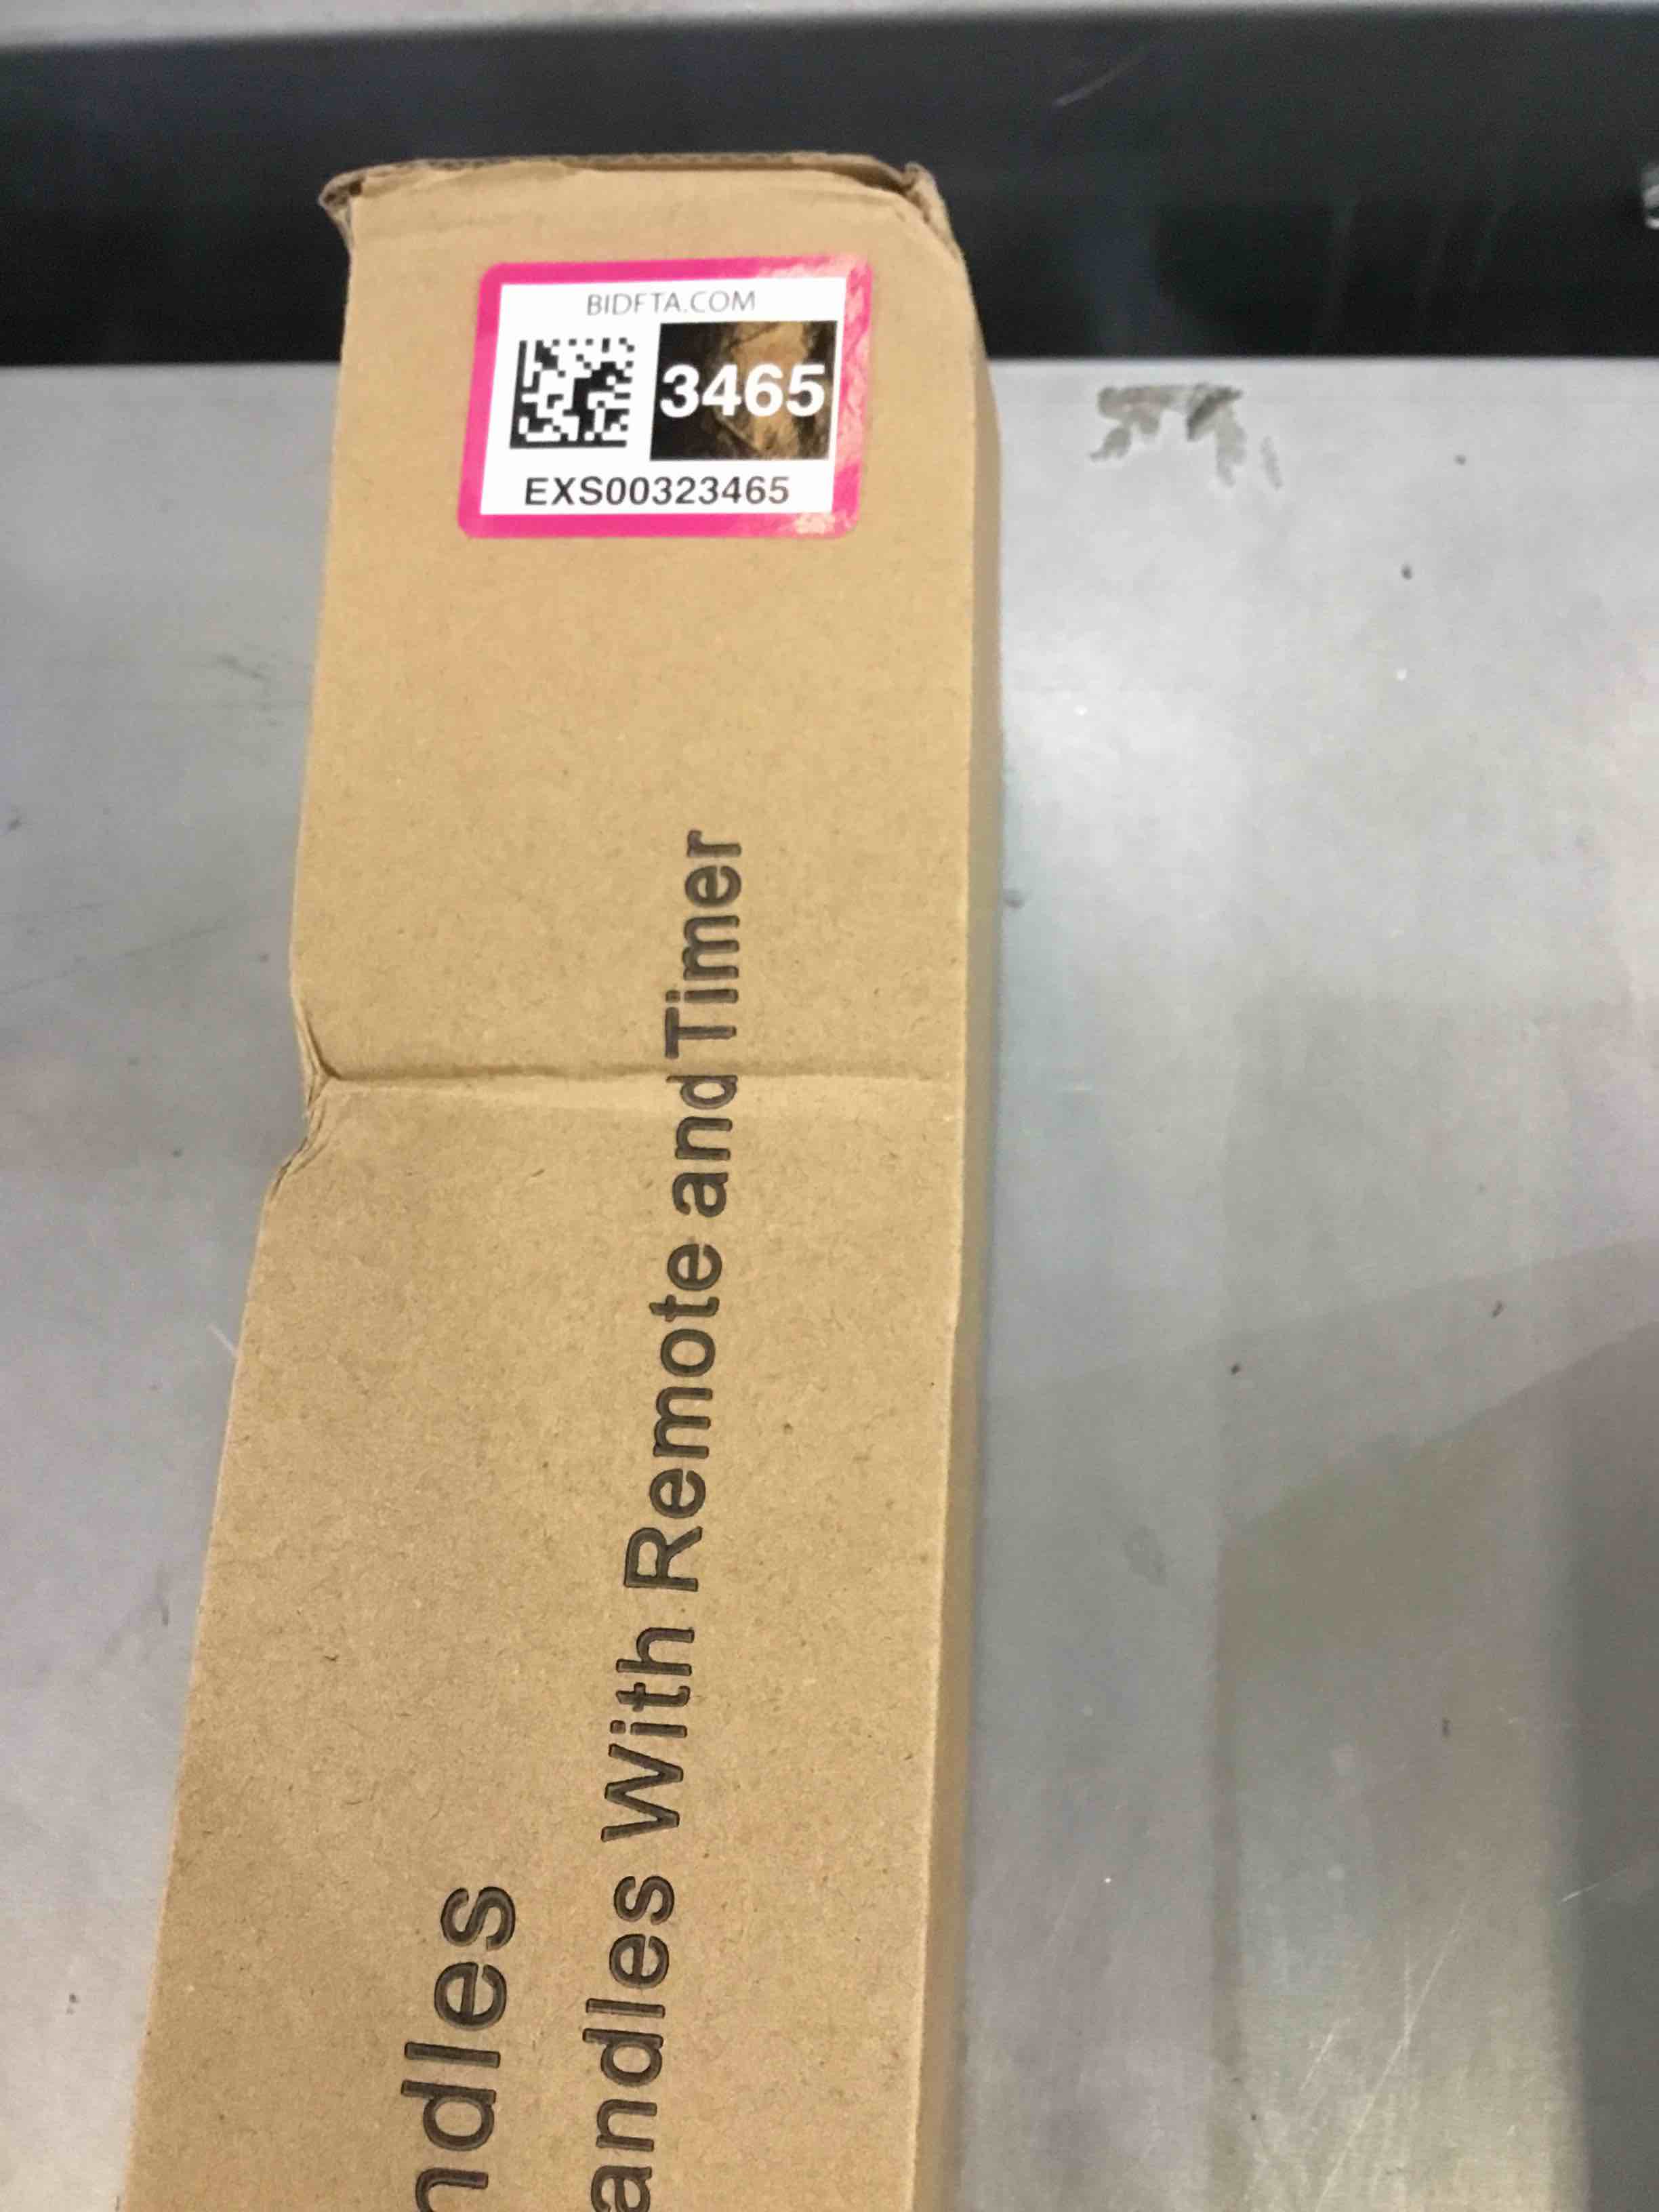 BIDFTA.COM
3465
EXS00323465
ndles
andles With Remote and Timer